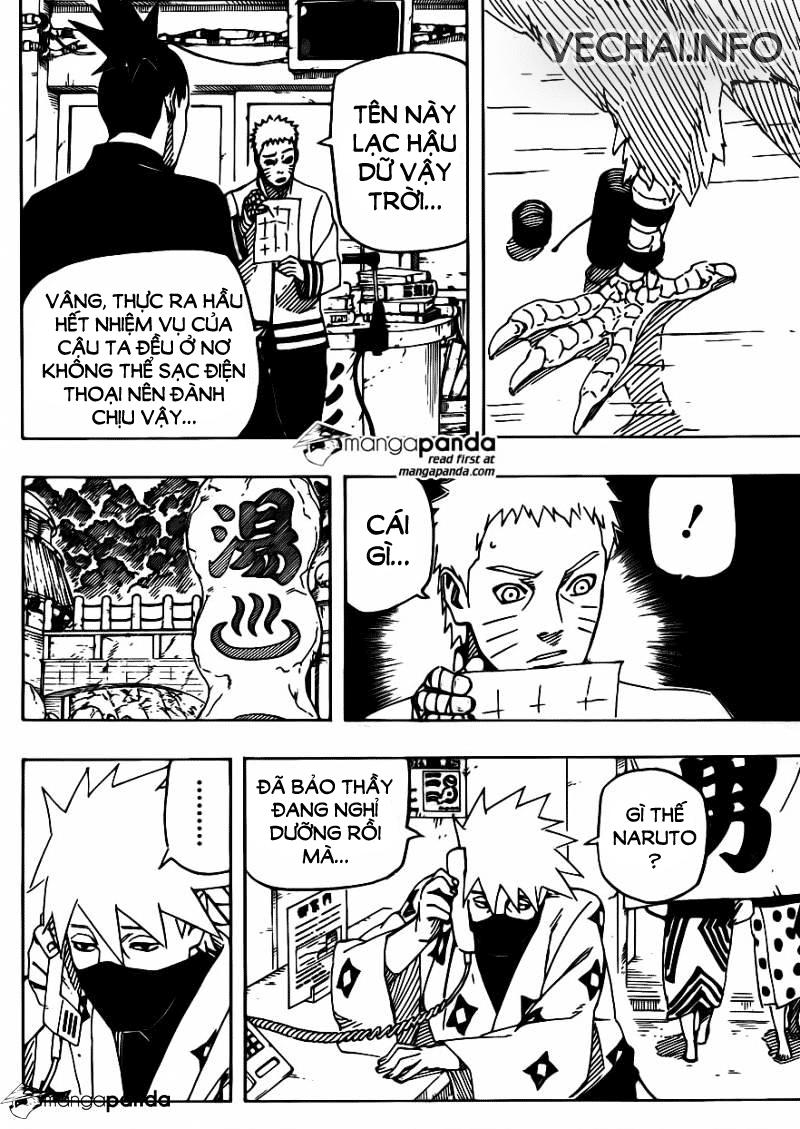 VECHAI.INFO
TÊN NÀY
LẠC HẬU
DỮ VẬY
TRỜI...
VÂNG, THỰC RA HẦU
HẾT NHIỆM VỤ CỦA
CẬU TA ĐỀU Ở NƠ
KHÔNG THỂ SẠC ĐIỆN
THOẠI NÊN ĐÀNH
CHỊU VẬY...
mangapanda
read first at
mangapanda.com
湯
♨
CÁI
GÌ...
!
.........
ĐÃ BẢO THẦY
ĐANG NGHỈ
DƯỠNG RỒI
MÀ...
GÌ THẾ
NARUTO
?
男
mangapanda